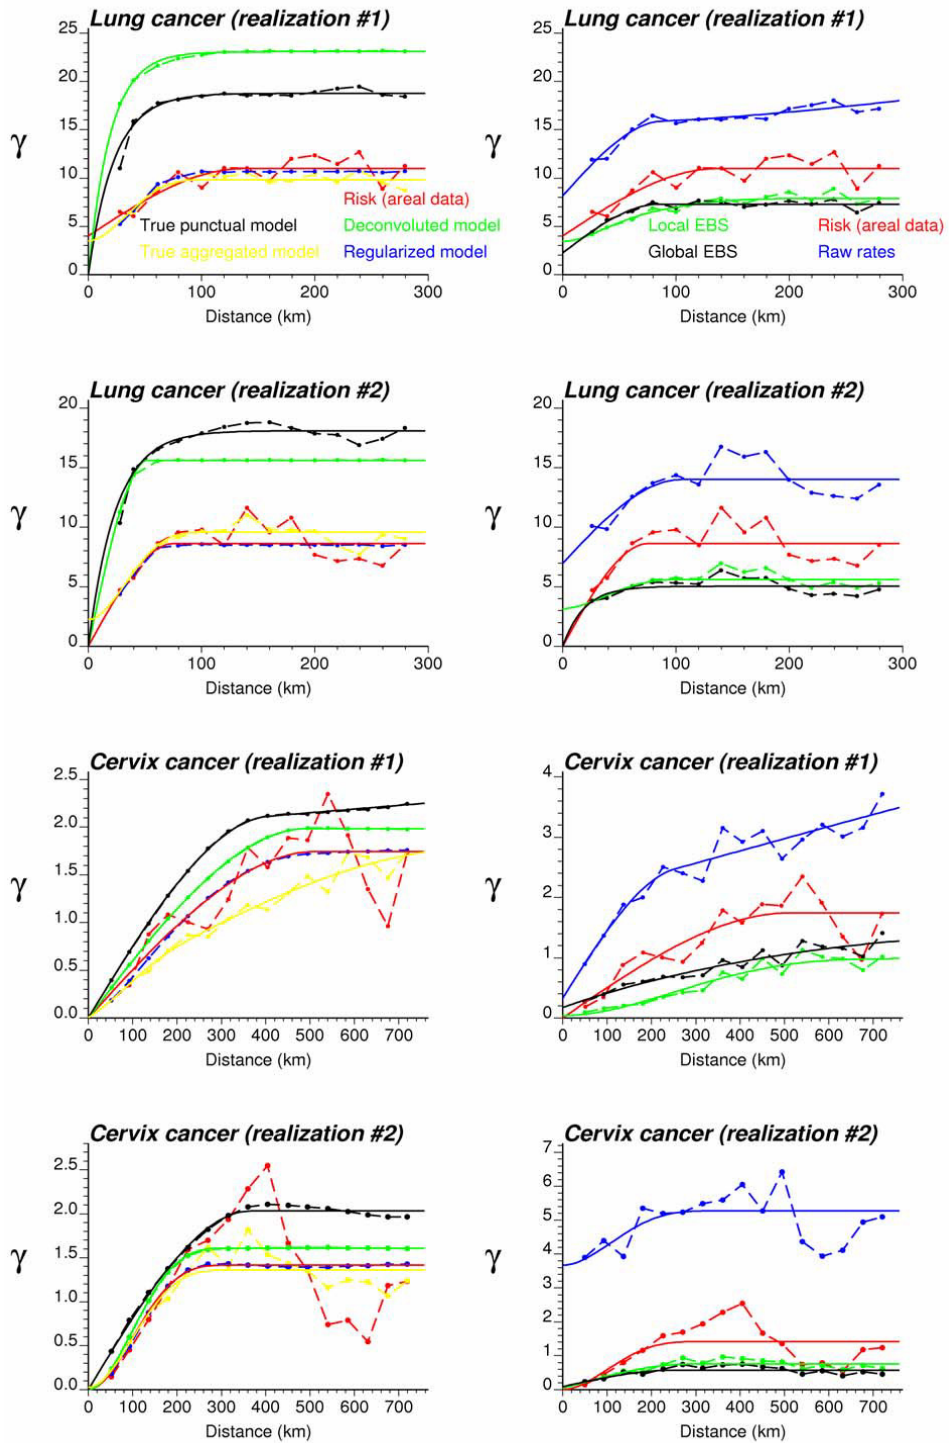 Lung cancer (realization #1)
25
20
15
10
5
0
γ
Risk (areal data)
True punctual model
Deconvoluted model
True aggregated model
Regularized model
0 100 200 300
Distance (km)
Lung cancer (realization #1)
25
20
15
10
5
0
γ
Local EBS
Risk (areal data)
Global EBS
Raw rates
0 100 200 300
Distance (km)
Lung cancer (realization #2)
20
15
10
5
0
γ
0 100 200 300
Distance (km)
Lung cancer (realization #2)
20
15
10
5
0
γ
0 100 200 300
Distance (km)
Cervix cancer (realization #1)
2.5
2.0
1.5
1.0
0.5
0.0
γ
0 100 200 300 400 500 600 700
Distance (km)
Cervix cancer (realization #1)
4
3
2
1
0
γ
0 100 200 300 400 500 600 700
Distance (km)
Cervix cancer (realization #2)
2.5
2.0
1.5
1.0
0.5
0.0
γ
0 100 200 300 400 500 600 700
Distance (km)
Cervix cancer (realization #2)
7
6
5
4
3
2
1
0
γ
0 100 200 300 400 500 600 700
Distance (km)